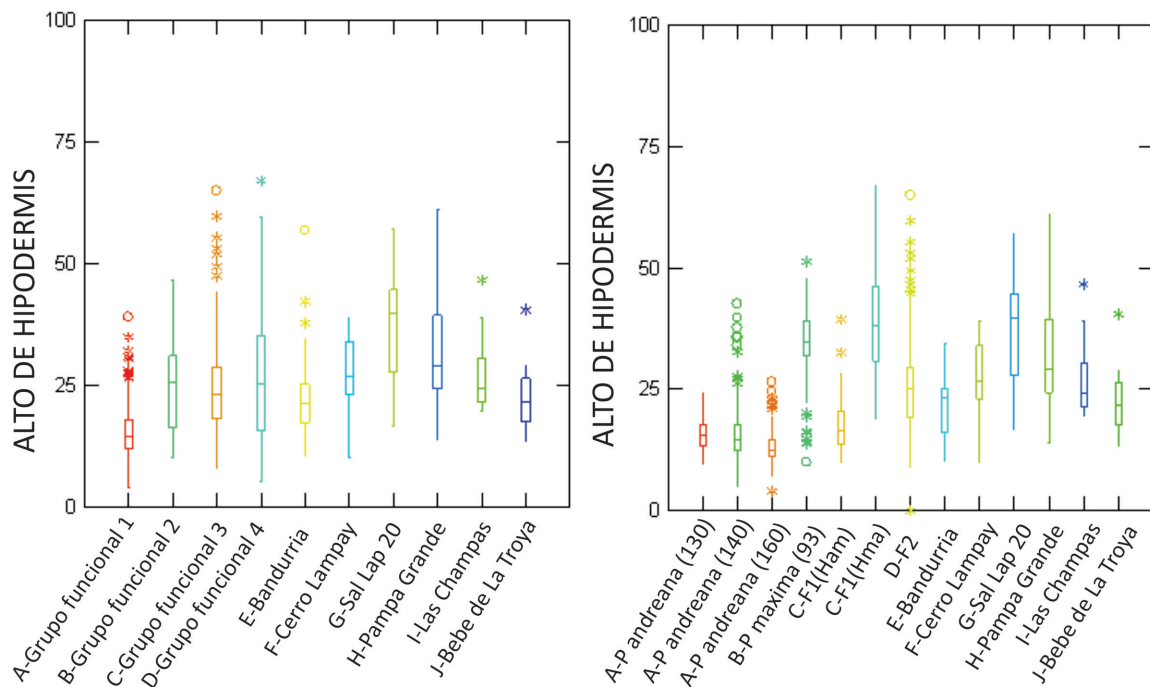 ALTO DE HIPODERMIS
100
75
50
25
0
A-Grupo funcional 1
B-Grupo funcional 2
C-Grupo funcional 3
D-Grupo funcional 4
E-Bandurria
F-Cerro Lampay
G-Sal Lap 20
H-Pampa Grande
I-Las Champas
J-Bebe de La Troya
ALTO DE HIPODERMIS
100
75
50
25
0
A-P andreana (130)
A-P andreana (140)
A-P andreana (160)
B-P maxima (93)
C-F1(Ham)
C-F1(Hma)
D-F2
E-Bandurria
F-Cerro Lampay
G-Sal Lap 20
H-Pampa Grande
I-Las Champas
J-Bebe de La Troya